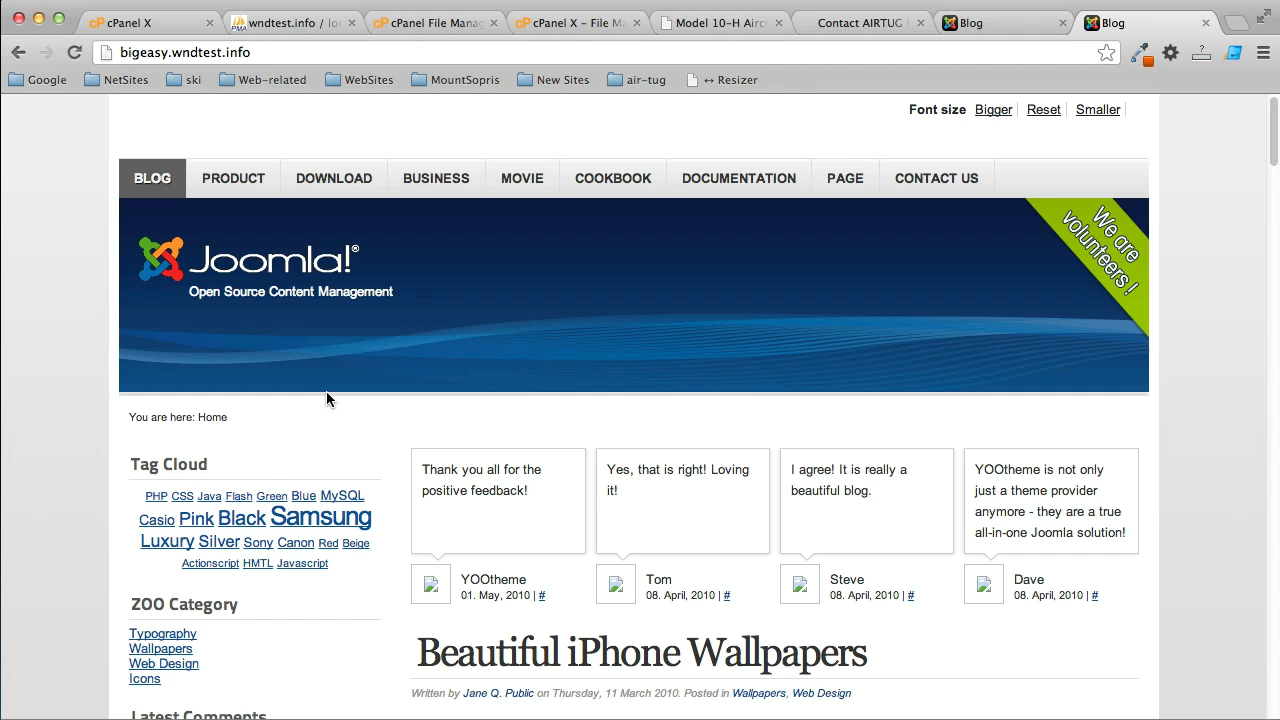 cPanel X
wndtest.info / lo
cPanel File Mana
cPanel X - File Ma
Model 10-H Air
Contact AIRTUG
Blog
Blog
bigeasy.wndtest.info
Google
NetSites
ski
Web-related
WebSites
MountSopris
New Sites
air-tug
↔ Resizer
Font size Bigger Reset Smaller
BLOG PRODUCT DOWNLOAD BUSINESS MOVIE COOKBOOK DOCUMENTATION PAGE CONTACT US
Joomla!®
Open Source Content Management
We are
volunteers!
You are here: Home
Tag Cloud
PHP CSS Java Flash Green Blue MySQL
Casio Pink Black Samsung
Luxury Silver Sony Canon Red Beige
Actionscript HMTL Javascript
ZOO Category
Typography
Wallpapers
Web Design
Icons
Latest Comments
Thank you all for the
positive feedback!
YOOtheme
01. May, 2010 | #
Yes, that is right! Loving
it!
Tom
08. April, 2010 | #
I agree! It is really a
beautiful blog.
Steve
08. April, 2010 | #
YOOtheme is not only
just a theme provider
anymore - they are a true
all-in-one Joomla solution!
Dave
08. April, 2010 | #
Beautiful iPhone Wallpapers
Written by Jane Q. Public on Thursday, 11 March 2010. Posted in Wallpapers, Web Design